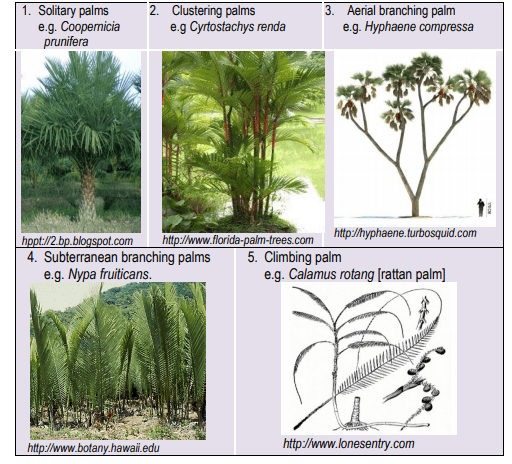 1. Solitary palms
e.g. Coopernicia
prunifera
2. Clustering palms
e.g Cyrtostachys renda
3. Aerial branching palm
e.g. Hyphaene compressa
hppt://2.bp.blogspot.com
http://www.florida-palm-trees.com
http://hyphaene.turbosquid.com
4. Subterranean branching palms
e.g. Nypa fruiticans.
5. Climbing palm
e.g. Calamus rotang [rattan palm]
http://www.botany.hawaii.edu
http://www.lonesentry.com